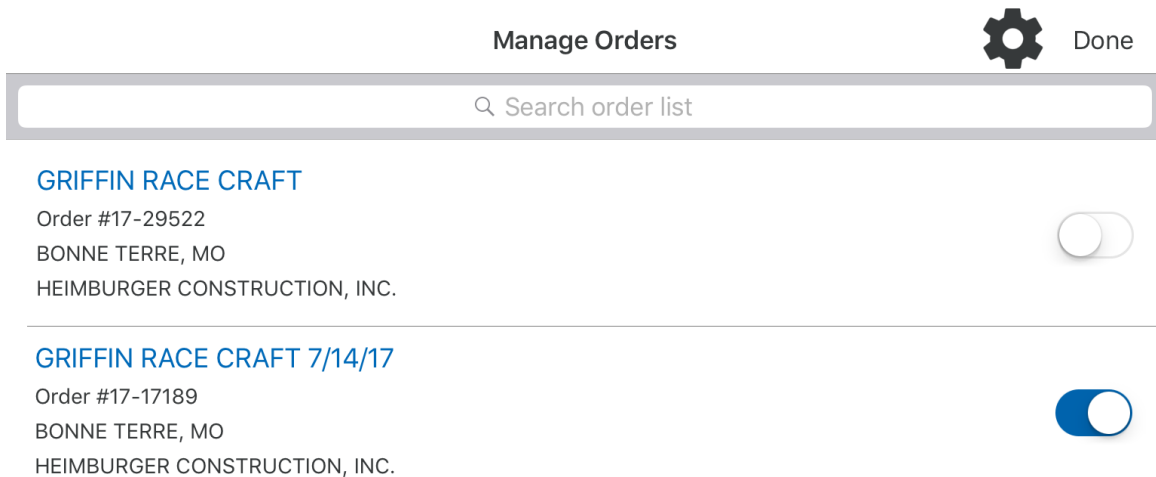 Manage Orders
Done
Search order list
GRIFFIN RACE CRAFT
Order #17-29522
BONNE TERRE, MO
HEIMBURGER CONSTRUCTION, INC.
GRIFFIN RACE CRAFT 7/14/17
Order #17-17189
BONNE TERRE, MO
HEIMBURGER CONSTRUCTION, INC.